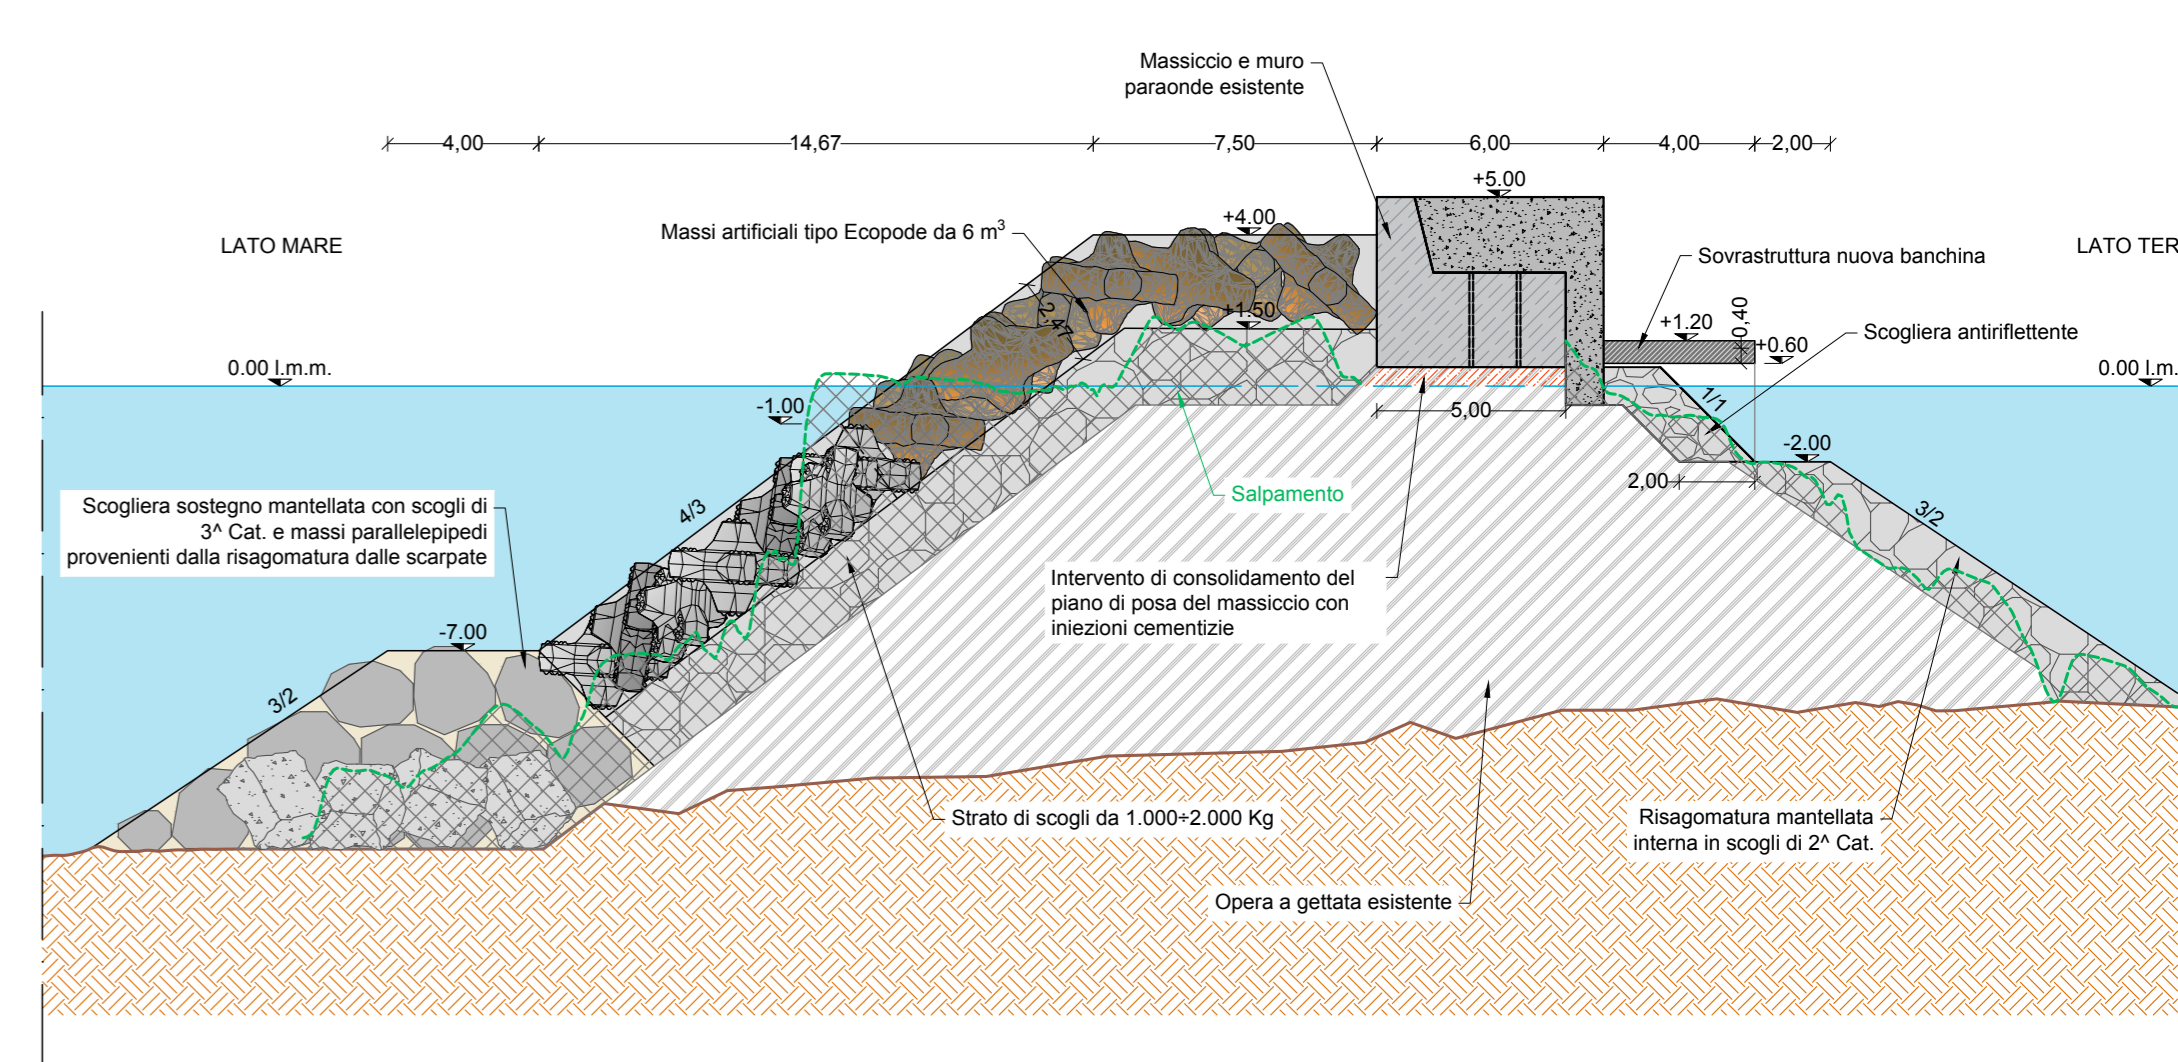 Massiccio e muro
paraonde esistente
4,00
14,67
7,50
6,00
4,00
2,00
+5.00
LATO MARE
Massi artificiali tipo Ecopode da 6 m³
+4.00
Sovrastruttura nuova banchina
LATO TER
2,47
+1.50
+1.20
0,40
+0.60
Scogliera antiriflettente
0.00 l.m.m.
0.00 l.m.
-1.00
5,00
1/1
-2.00
2,00
Salpamento
Scogliera sostegno mantellata con scogli di
3^ Cat. e massi parallelepipedi
provenienti dalla risagomatura dalle scarpate
4/3
3/2
Intervento di consolidamento del
piano di posa del massiccio con
iniezioni cementizie
-7.00
3/2
Strato di scogli da 1.000÷2.000 Kg
Risagomatura mantellata
interna in scogli di 2^ Cat.
Opera a gettata esistente